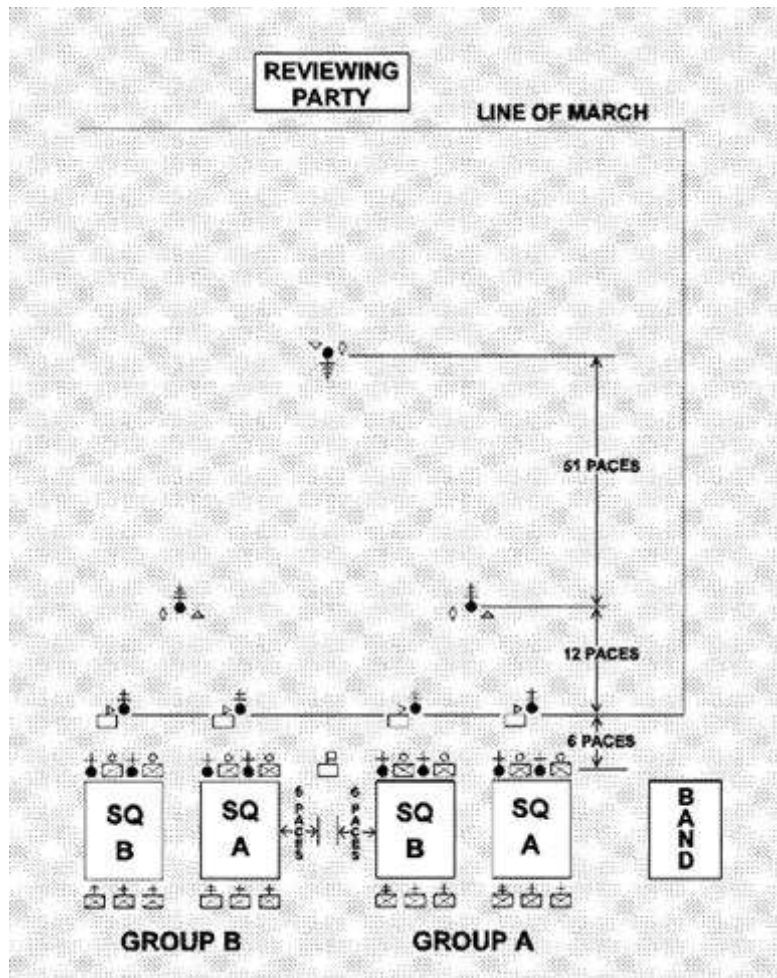 REVIEWING
PARTY
LINE OF MARCH
51 PACES
12 PACES
6 PACES
SQ
B
SQ
A
6 PACES
6 PACES
SQ
B
SQ
A
BAND
GROUP B
GROUP A